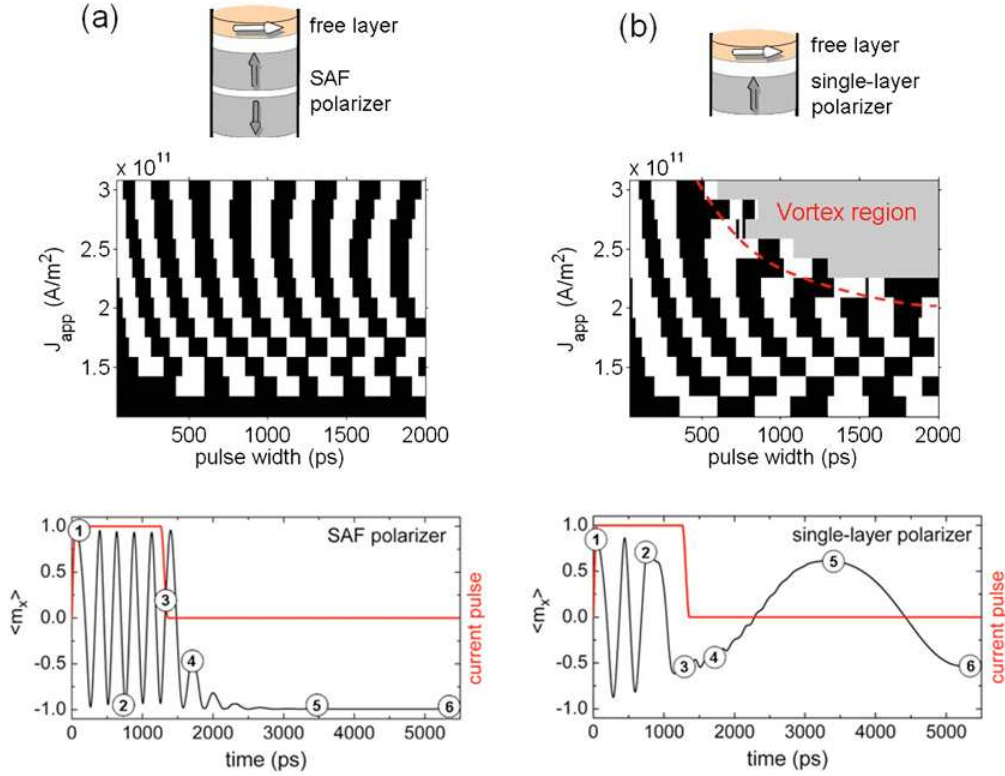 (a)
free layer
SAF
polarizer
(b)
free layer
single-layer
polarizer
x 10¹¹
3
2.5
2
1.5
J_app (A/m²)
500 1000 1500 2000
pulse width (ps)
x 10¹¹
3
2.5
2
1.5
J_app (A/m²)
Vortex region
500 1000 1500 2000
pulse width (ps)
1.0
0.5
0.0
-0.5
-1.0
<m_x>
SAF polarizer
1
2
3
4
5
6
current pulse
0 1000 2000 3000 4000 5000
time (ps)
1.0
0.5
0.0
-0.5
-1.0
<m_x>
single-layer polarizer
1
2
3
4
5
6
current pulse
0 1000 2000 3000 4000 5000
time (ps)